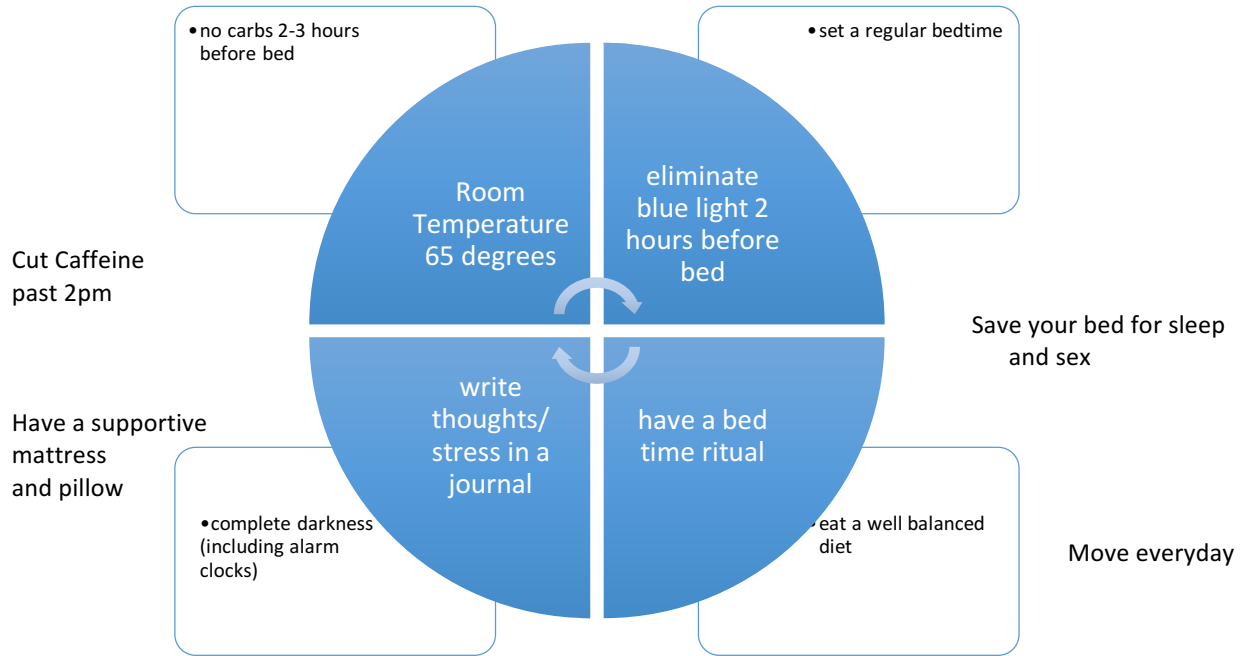 •no carbs 2-3 hours
before bed
•set a regular bedtime
Room
Temperature
65 degrees
eliminate
blue light 2
hours before
bed
Cut Caffeine
past 2pm
Save your bed for sleep
and sex
Have a supportive
mattress
and pillow
write
thoughts/
stress in a
journal
have a bed
time ritual
•complete darkness
(including alarm
clocks)
•eat a well balanced
diet
Move everyday